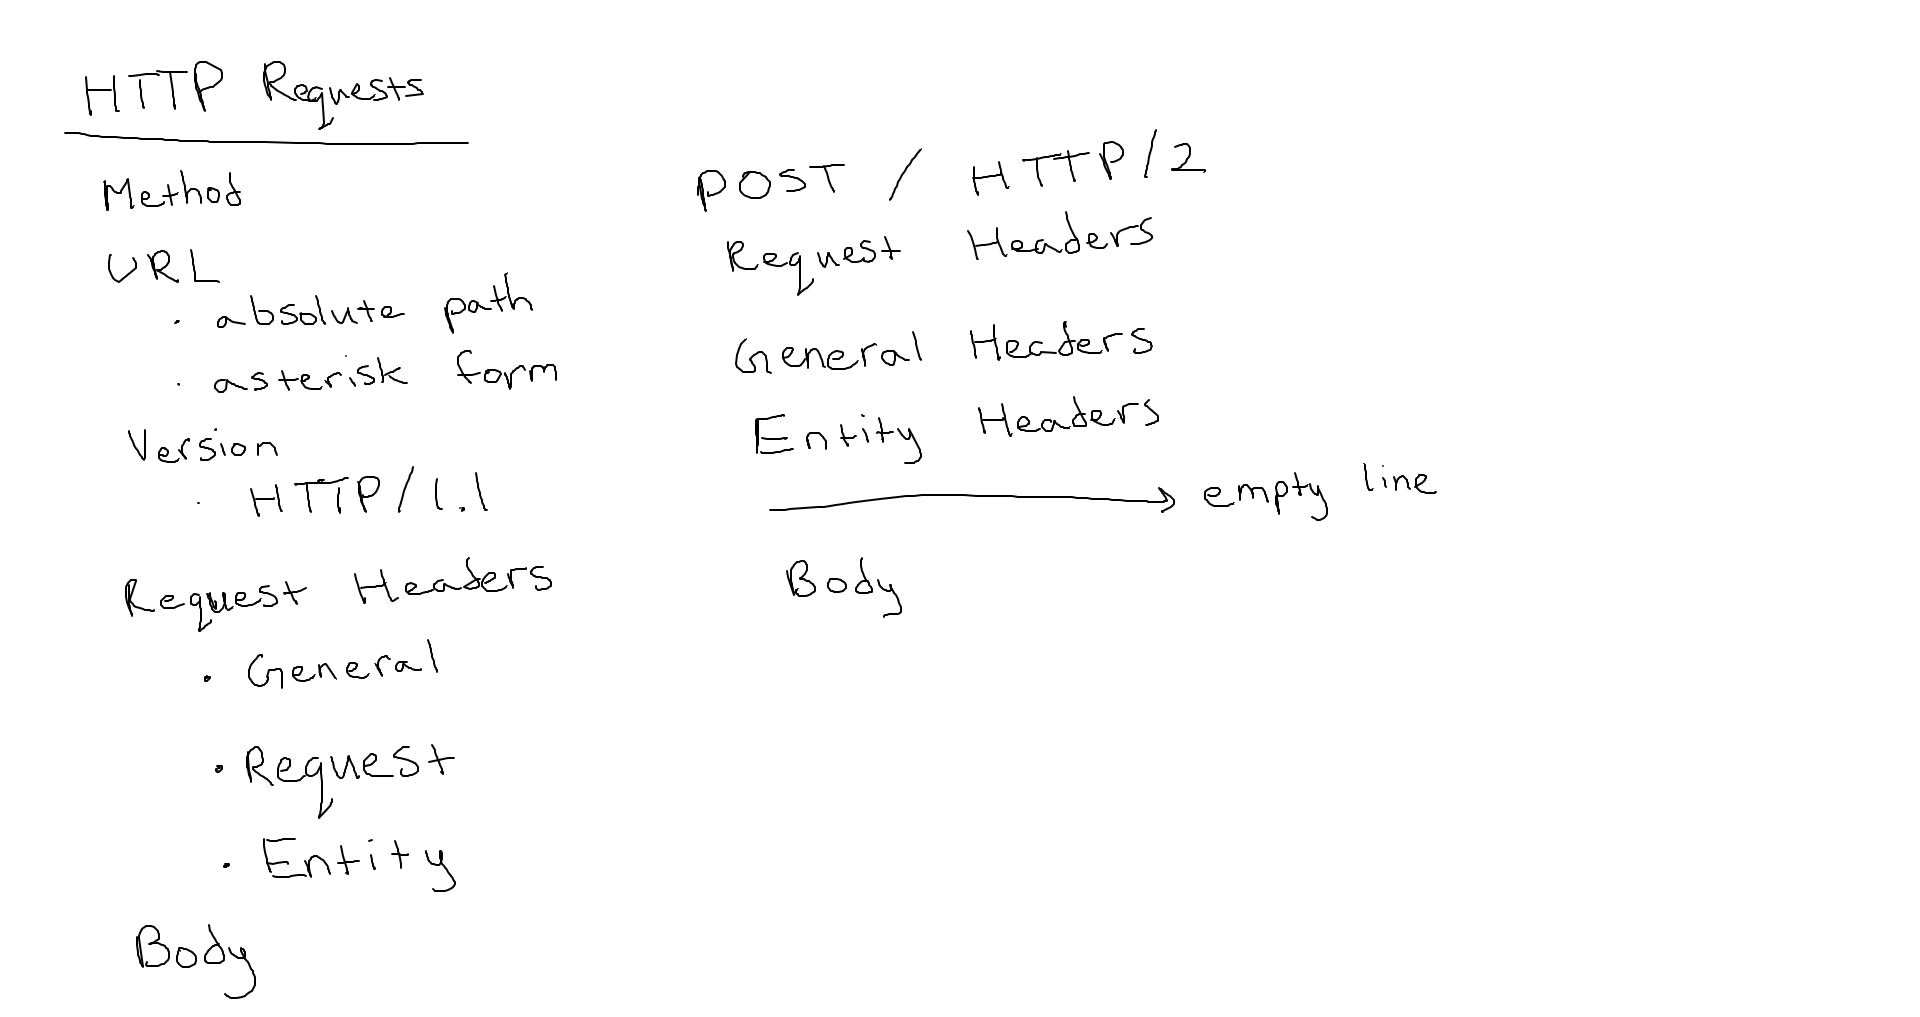 HTTP Requests
Method
URL
· absolute path
· asterisk form
Version
· HTTP/1.1
Request Headers
· General
· Request
· Entity
Body
POST / HTTP/2
Request Headers
General Headers
Entity Headers
→ empty line
Body